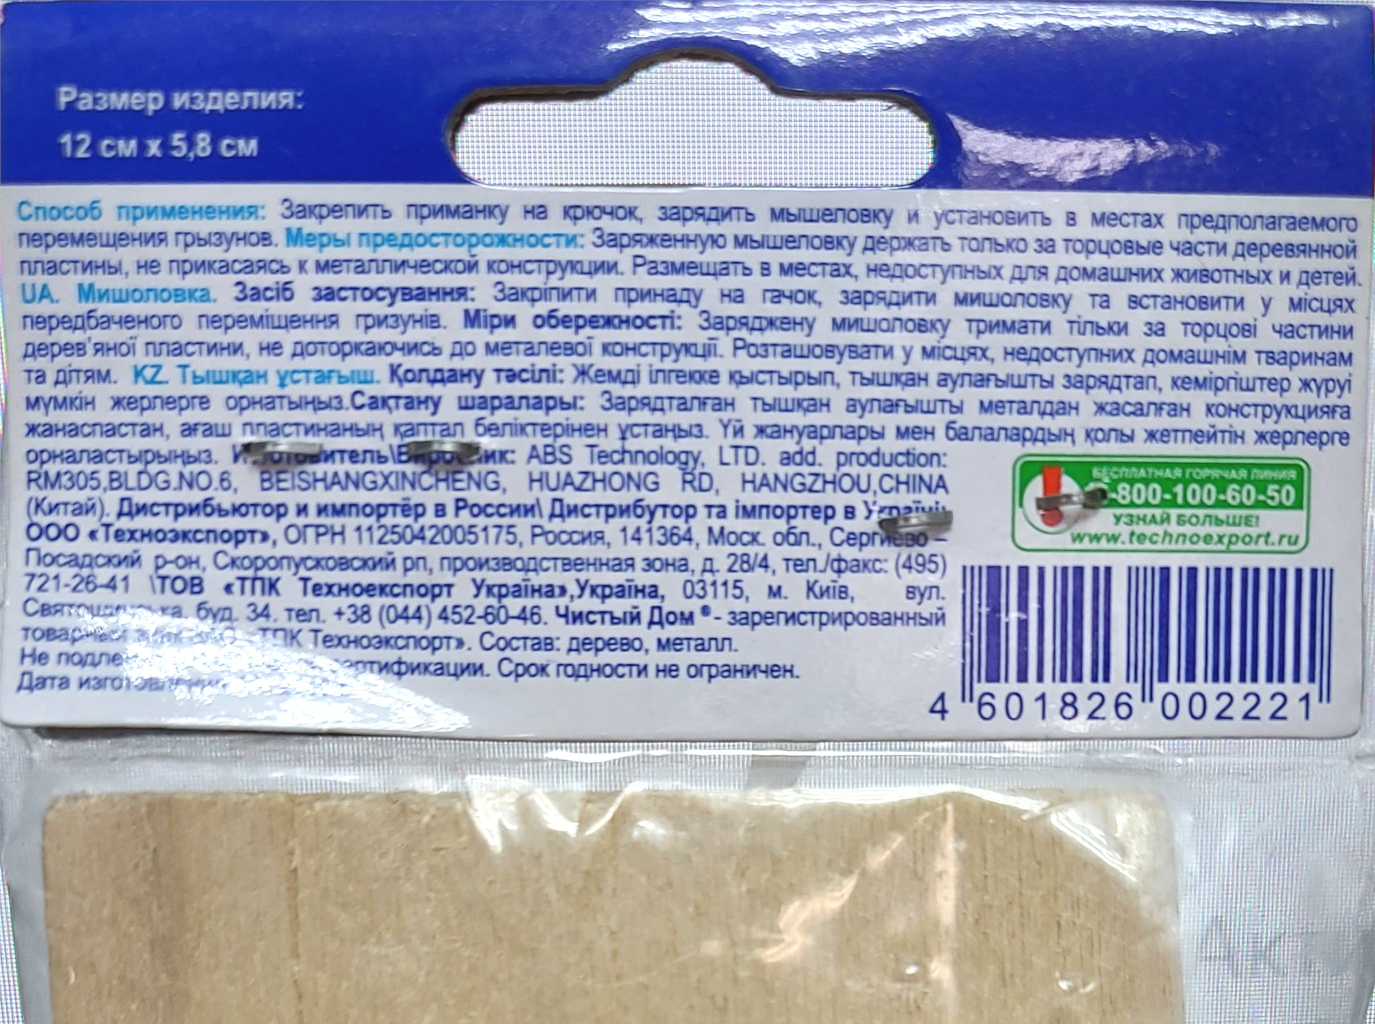 Размер изделия:
12 см x 5,8 см
Способ применения: Закрепить приманку на крючок, зарядить мышеловку и установить в местах предполагаемого
перемещения грызунов. Меры предосторожности: Заряженную мышеловку держать только за торцовые части деревянной
пластины, не прикасаясь к металлической конструкции. Размещать в местах, недоступных для домашних животных и детей.
UA. Мишоловка. Засіб застосування: Закріпити принаду на гачок, зарядити мишоловку та встановити у місцях
передбаченого переміщення гризунів. Міри обережності: Заряджену мишоловку тримати тільки за торцові частини
дерев'яної пластини, не доторкаючись до металевої конструкції. Розташовувати у місцях, недоступних домашнім тваринам
та дітям. KZ. Тышқан ұстағыш. Қолдану тәсілі: Жемді ілгекке қыстырып, тышқан аулағышты зарядтап, кеміргіштер жүруі
мүмкін жерлерге орнатыңыз.Сақтану шаралары: Зарядталған тышқан аулағышты металдан жасалған конструкцияға
жанаспастан, ағаш пластинаның қаптал беліктерінен ұстаңыз. Үй жануарлары мен балалардың қолы жетпейтін жерлерге
орналастырыңыз. ABS Technology, LTD. add. production:
RM305,BLDG.NO.6, BEISHANGXINCHENG, HUAZHONG RD, HANGZHOU,CHINA
(Китай). Дистрибьютор и импортёр в России\ Дистрибутор та імпортер в Україні:
ООО «Техноэкспорт», ОГРН 1125042005175, Россия, 141364, Моск. обл., Сергиево –
Посадский р-он, Скоропусковский рп, производственная зона, д. 28/4, тел./факс: (495)
721-26-41 \ТОВ «ТПК Техноекспорт Україна»,Україна, 03115, м. Київ, вул.
буд. 34. тел. +38 (044) 452-60-46. Чистый Дом ® - зарегистрированный
«ТПК Техноэкспорт». Состав: дерево, металл.
Не Срок годности не ограничен.
Дата
БЕСПЛАТНАЯ ГОРЯЧАЯ ЛИНИЯ
-800-100-60-50
УЗНАЙ БОЛЬШЕ!
www.technoexport.ru
4 601826 002221